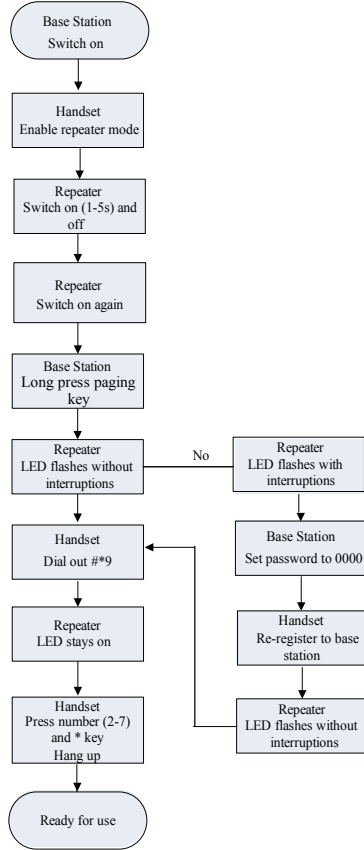 Base Station
Switch on
Handset
Enable repeater mode
Repeater
Switch on (1-5s) and
off
Repeater
Switch on again
Base Station
Long press paging
key
Repeater
LED flashes without
interruptions
No
Repeater
LED flashes with
interruptions
Base Station
Set password to 0000
Handset
Re-register to base
station
Repeater
LED flashes without
interruptions
Handset
Dial out #*9
Repeater
LED stays on
Handset
Press number (2-7)
and * key
Hang up
Ready for use